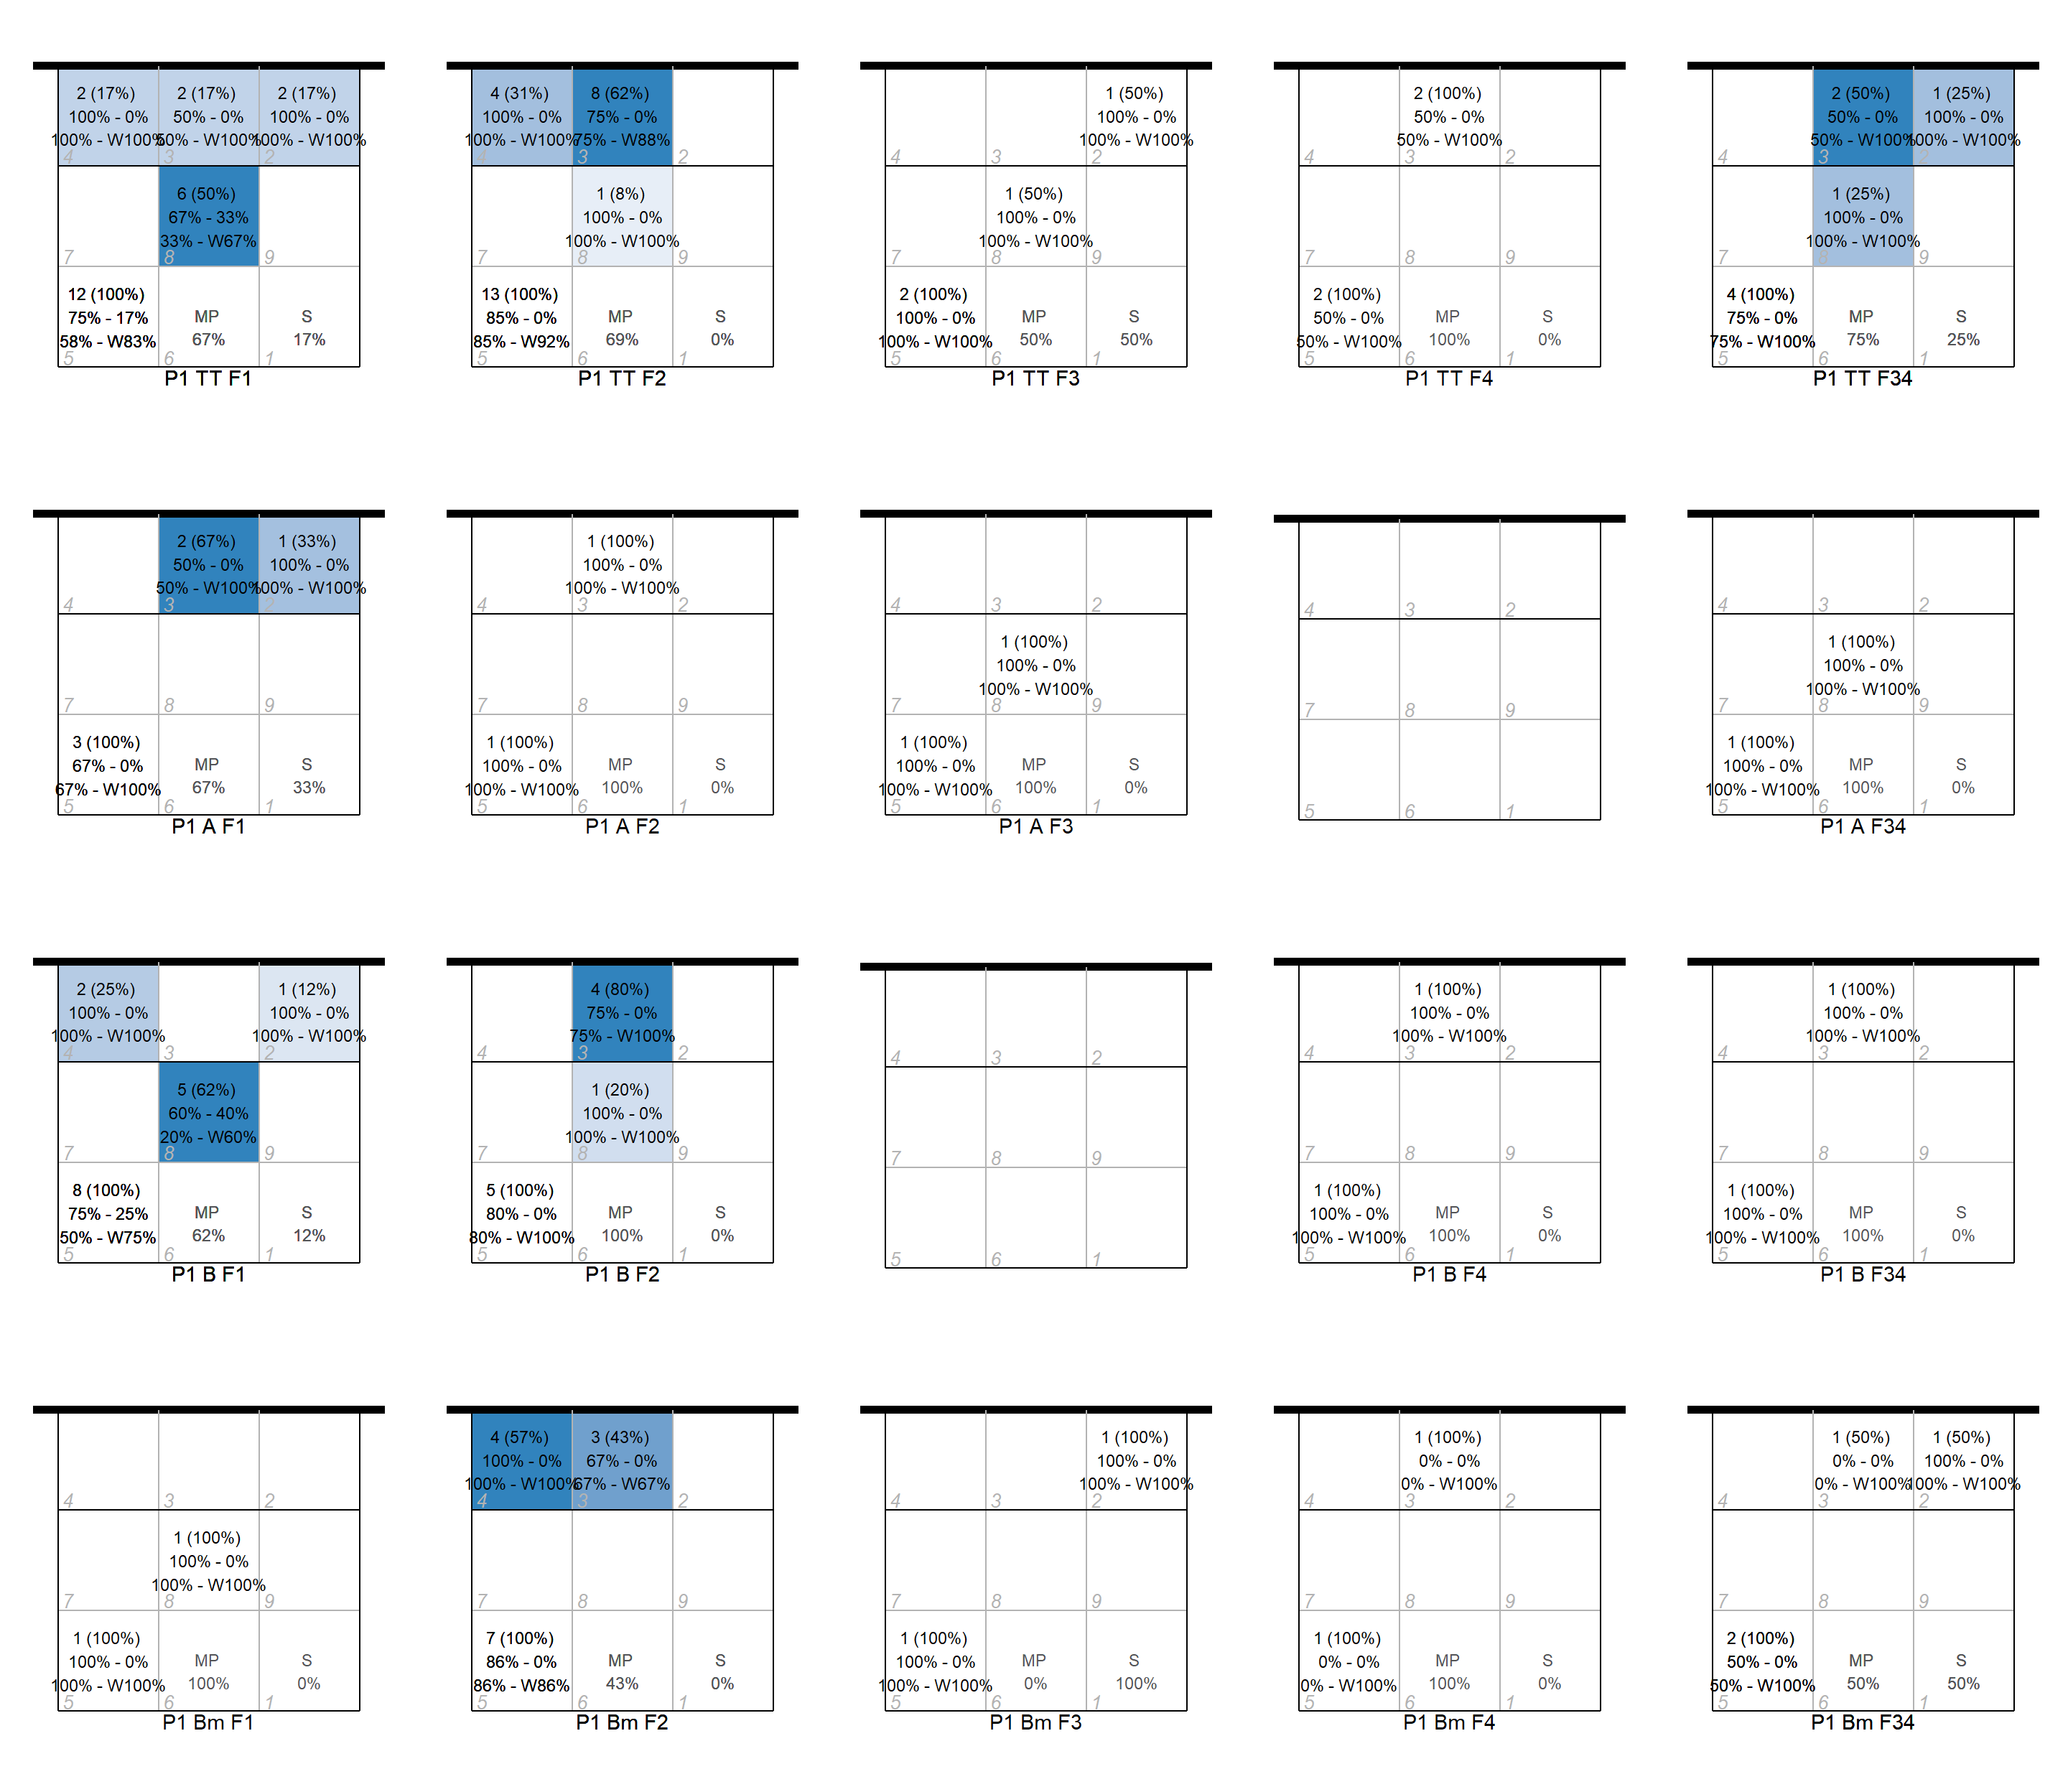 2 (17%) 2 (17%) 2 (17%)
100% - 0% 50% - 0% 100% - 0%
100% - W100% 50% - W100% 100% - W100%
4 3 2
6 (50%)
67% - 33%
33% - W67%
7 8 9
12 (100%)
75% - 17% MP S
58% - W83% 67% 17%
5 6 1
P1 TT F1
4 (31%) 8 (62%)
100% - 0% 75% - 0%
100% - W100% 75% - W88%
4 3 2
1 (8%)
100% - 0%
100% - W100%
7 8 9
13 (100%)
85% - 0% MP S
85% - W92% 69% 0%
5 6 1
P1 TT F2
1 (50%)
100% - 0%
100% - W100%
4 3 2
1 (50%)
100% - 0%
100% - W100%
7 8 9
2 (100%)
100% - 0% MP S
100% - W100% 50% 50%
5 6 1
P1 TT F3
2 (100%)
50% - 0%
50% - W100%
4 3 2
7 8 9
2 (100%)
50% - 0% MP S
50% - W100% 100% 0%
5 6 1
P1 TT F4
2 (50%) 1 (25%)
50% - 0% 100% - 0%
50% - W100% 100% - W100%
4 3 2
1 (25%)
100% - 0%
100% - W100%
7 8 9
4 (100%)
75% - 0% MP S
75% - W100% 75% 25%
5 6 1
P1 TT F34
2 (67%) 1 (33%)
50% - 0% 100% - 0%
50% - W100% 100% - W100%
4 3 2
7 8 9
3 (100%)
67% - 0% MP S
67% - W100% 67% 33%
5 6 1
P1 A F1
1 (100%)
100% - 0%
100% - W100%
4 3 2
7 8 9
1 (100%)
100% - 0% MP S
100% - W100% 100% 0%
5 6 1
P1 A F2
4 3 2
1 (100%)
100% - 0%
100% - W100%
7 8 9
1 (100%)
100% - 0% MP S
100% - W100% 100% 0%
5 6 1
P1 A F3
4 3 2
7 8 9
5 6 1
4 3 2
1 (100%)
100% - 0%
100% - W100%
7 8 9
1 (100%)
100% - 0% MP S
100% - W100% 100% 0%
5 6 1
P1 A F34
2 (25%) 1 (12%)
100% - 0% 100% - 0%
100% - W100% 100% - W100%
4 3 2
5 (62%)
60% - 40%
20% - W60%
7 8 9
8 (100%)
75% - 25% MP S
50% - W75% 62% 12%
5 6 1
P1 B F1
4 (80%)
75% - 0%
75% - W100%
4 3 2
1 (20%)
100% - 0%
100% - W100%
7 8 9
5 (100%)
80% - 0% MP S
80% - W100% 100% 0%
5 6 1
P1 B F2
4 3 2
7 8 9
5 6 1
1 (100%)
100% - 0%
100% - W100%
4 3 2
7 8 9
1 (100%)
100% - 0% MP S
100% - W100% 100% 0%
5 6 1
P1 B F4
1 (100%)
100% - 0%
100% - W100%
4 3 2
7 8 9
1 (100%)
100% - 0% MP S
100% - W100% 100% 0%
5 6 1
P1 B F34
4 3 2
1 (100%)
100% - 0%
100% - W100%
7 8 9
1 (100%)
100% - 0% MP S
100% - W100% 100% 0%
5 6 1
P1 Bm F1
4 (57%) 3 (43%)
100% - 0% 67% - 0%
100% - W100% 67% - W67%
4 3 2
7 8 9
7 (100%)
86% - 0% MP S
86% - W86% 43% 0%
5 6 1
P1 Bm F2
1 (100%)
100% - 0%
100% - W100%
4 3 2
7 8 9
1 (100%)
100% - 0% MP S
100% - W100% 0% 100%
5 6 1
P1 Bm F3
1 (100%)
0% - 0%
0% - W100%
4 3 2
7 8 9
1 (100%)
0% - 0% MP S
0% - W100% 100% 0%
5 6 1
P1 Bm F4
1 (50%) 1 (50%)
0% - 0% 100% - 0%
0% - W100% 100% - W100%
4 3 2
7 8 9
2 (100%)
50% - 0% MP S
50% - W100% 50% 50%
5 6 1
P1 Bm F34